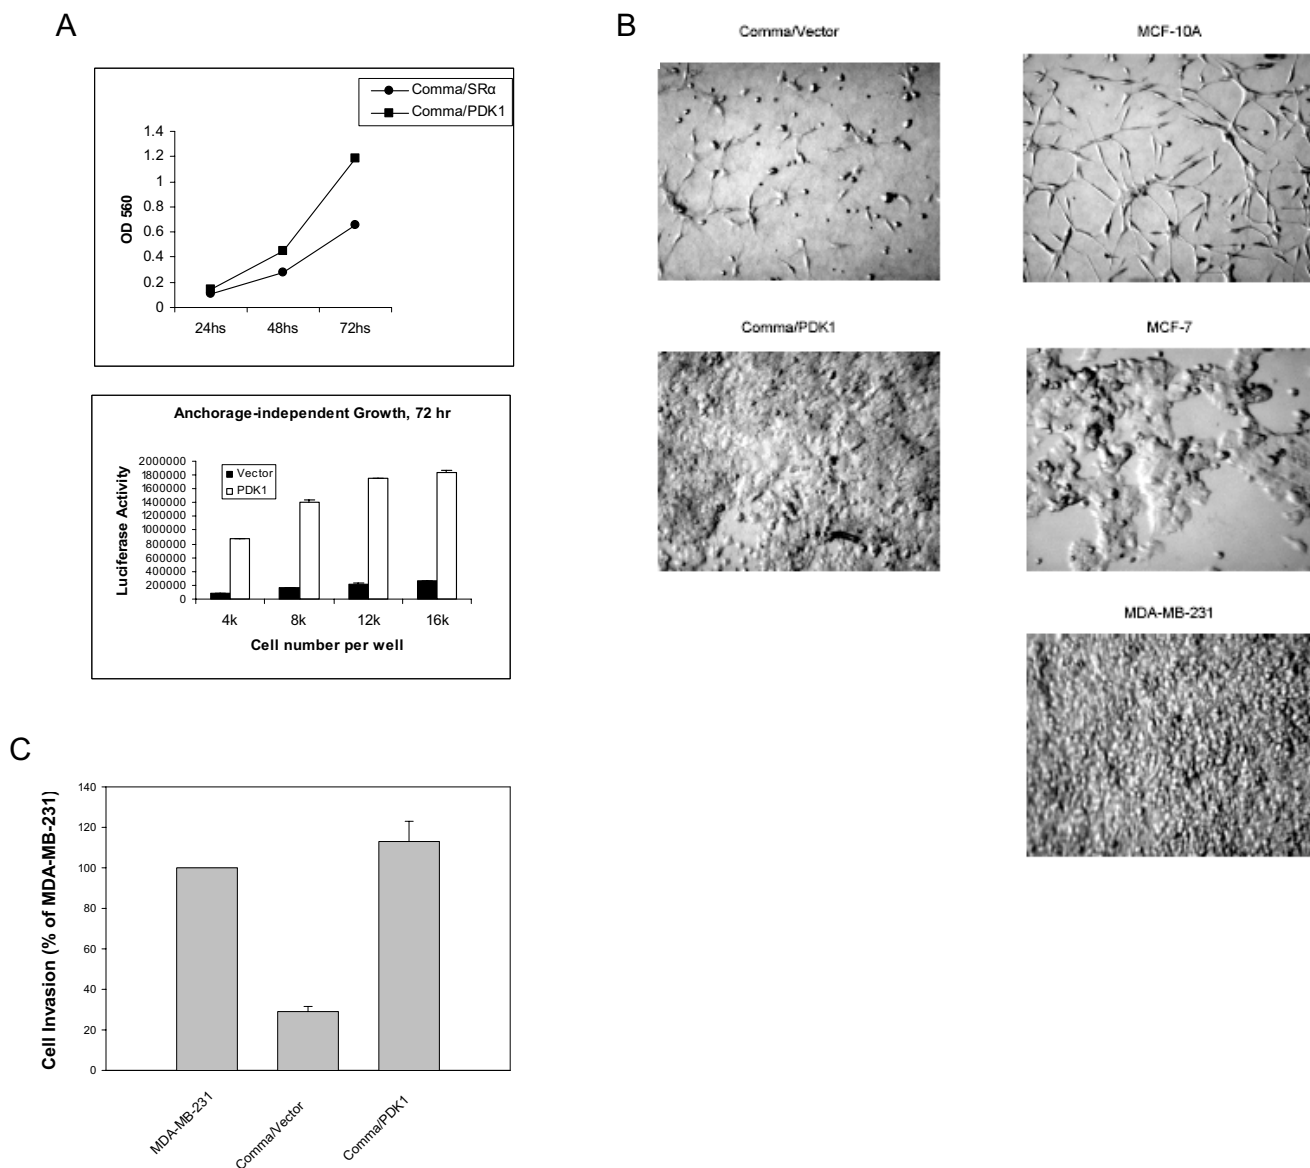 A
Comma/SRα
Comma/PDK1
1.4
1.2
1
0.8
0.6
0.4
0.2
0
OD 560
24hs 48hs 72hs
Anchorage-independent Growth, 72 hr
Vector
PDK1
2000000
1800000
1600000
1400000
1200000
1000000
800000
600000
400000
200000
0
Luciferase Activity
4k 8k 12k 16k
Cell number per well
B
Comma/Vector
MCF-10A
Comma/PDK1
MCF-7
MDA-MB-231
C
140
120
100
80
60
40
20
0
Cell Invasion (% of MDA-MB-231)
MDA-MB-231
Comma/Vector
Comma/PDK1